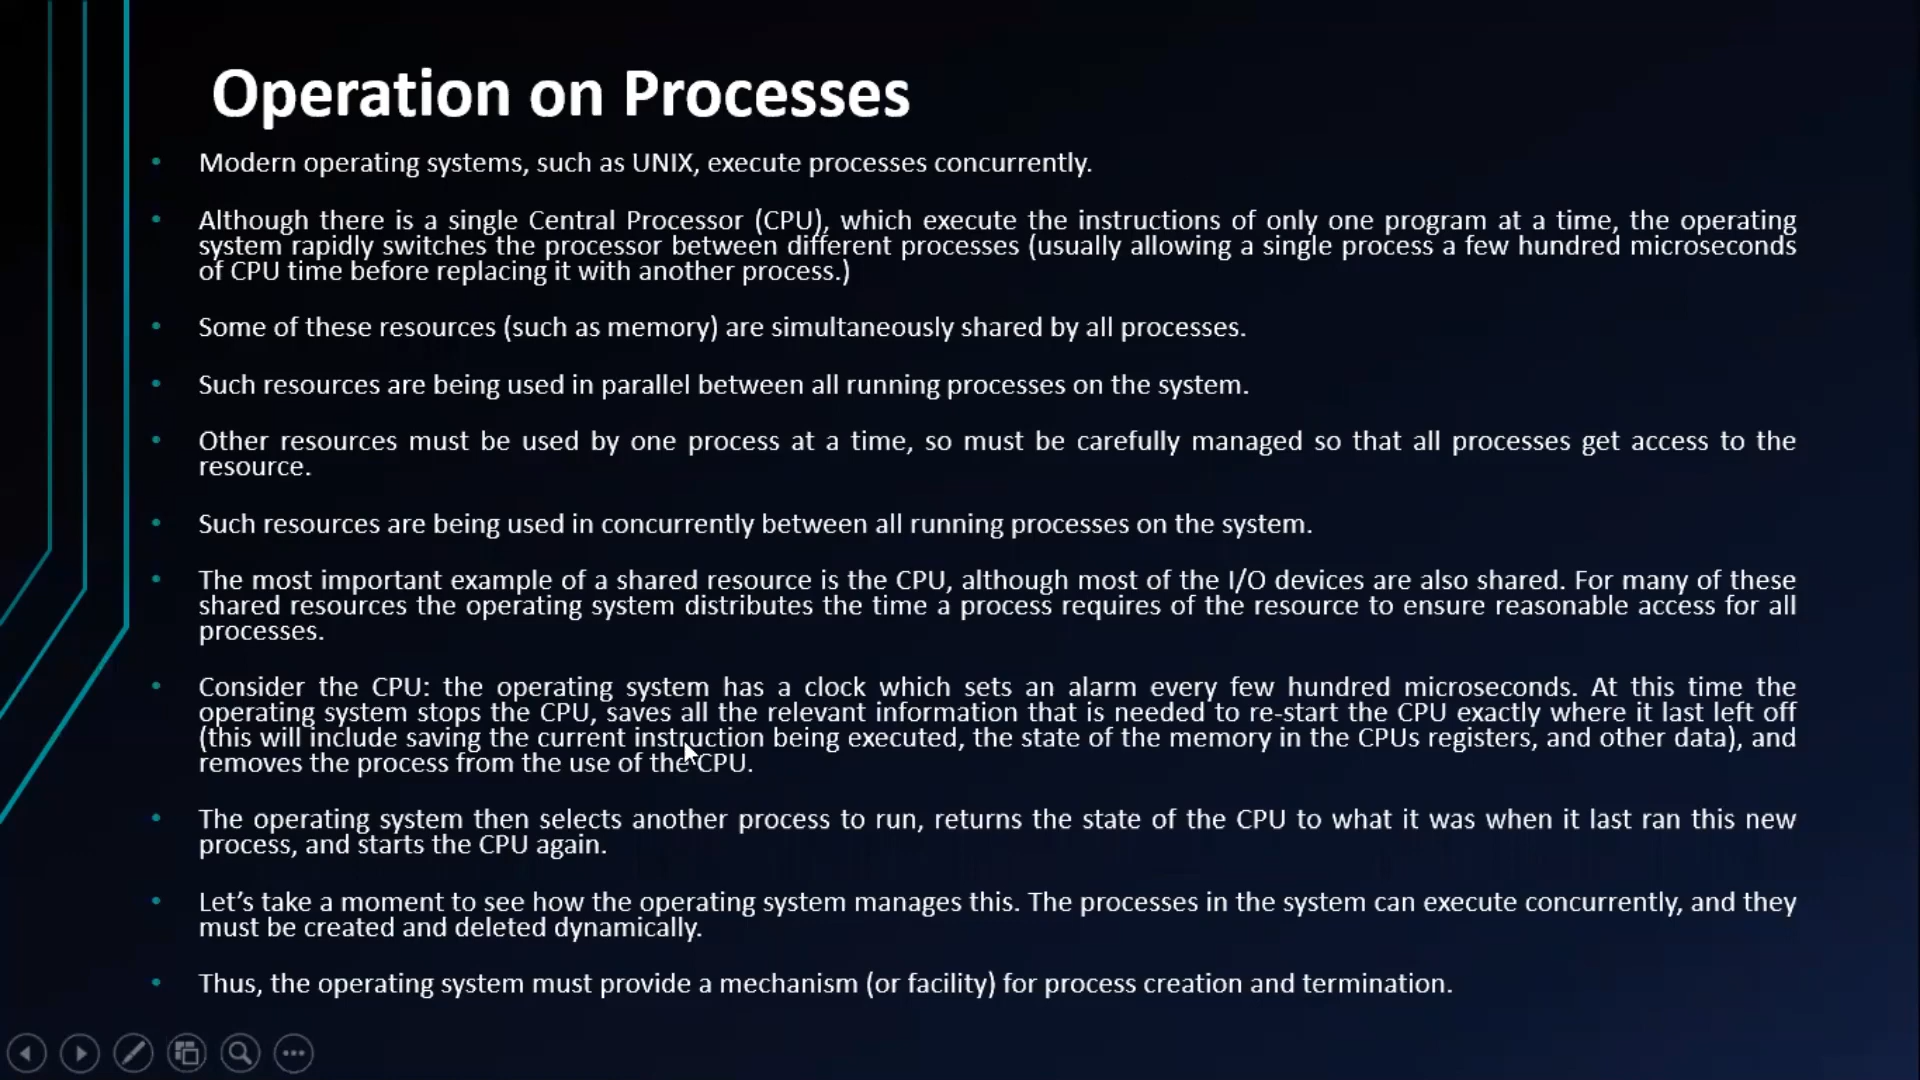 Operation on Processes
• Modern operating systems, such as UNIX, execute processes concurrently.
• Although there is a single Central Processor (CPU), which execute the instructions of only one program at a time, the operating
system rapidly switches the processor between different processes (usually allowing a single process a few hundred microseconds
of CPU time before replacing it with another process.)
• Some of these resources (such as memory) are simultaneously shared by all processes.
• Such resources are being used in parallel between all running processes on the system.
• Other resources must be used by one process at a time, so must be carefully managed so that all processes get access to the
resource.
• Such resources are being used in concurrently between all running processes on the system.
• The most important example of a shared resource is the CPU, although most of the I/O devices are also shared. For many of these
shared resources the operating system distributes the time a process requires of the resource to ensure reasonable access for all
processes.
• Consider the CPU: the operating system has a clock which sets an alarm every few hundred microseconds. At this time the
operating system stops the CPU, saves all the relevant information that is needed to re-start the CPU exactly where it last left off
(this will include saving the current instruction being executed, the state of the memory in the CPUs registers, and other data), and
removes the process from the use of the CPU.
• The operating system then selects another process to run, returns the state of the CPU to what it was when it last ran this new
process, and starts the CPU again.
• Let’s take a moment to see how the operating system manages this. The processes in the system can execute concurrently, and they
must be created and deleted dynamically.
• Thus, the operating system must provide a mechanism (or facility) for process creation and termination.